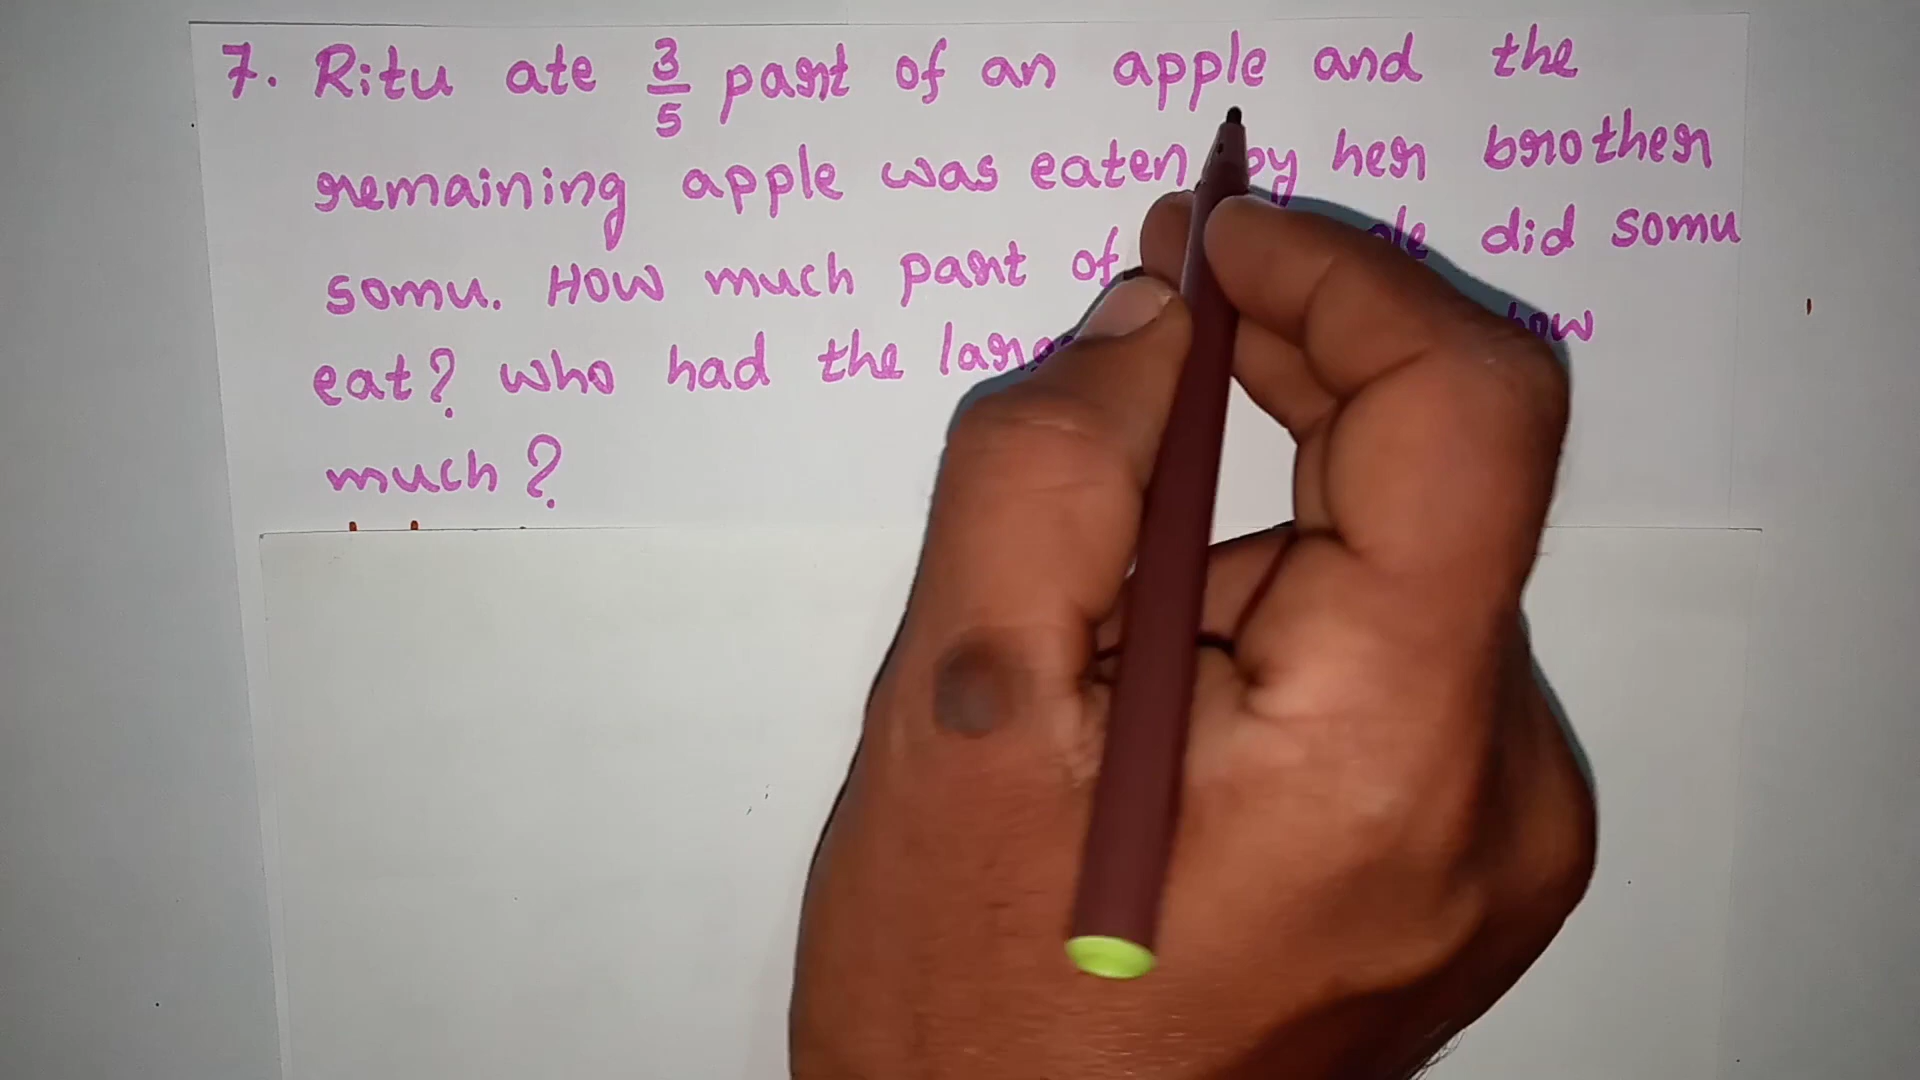 7. Ritu ate 3/5 part of an apple and the
remaining apple was eaten by her brother
somu. How much part of did somu
eat? who had the how
much?